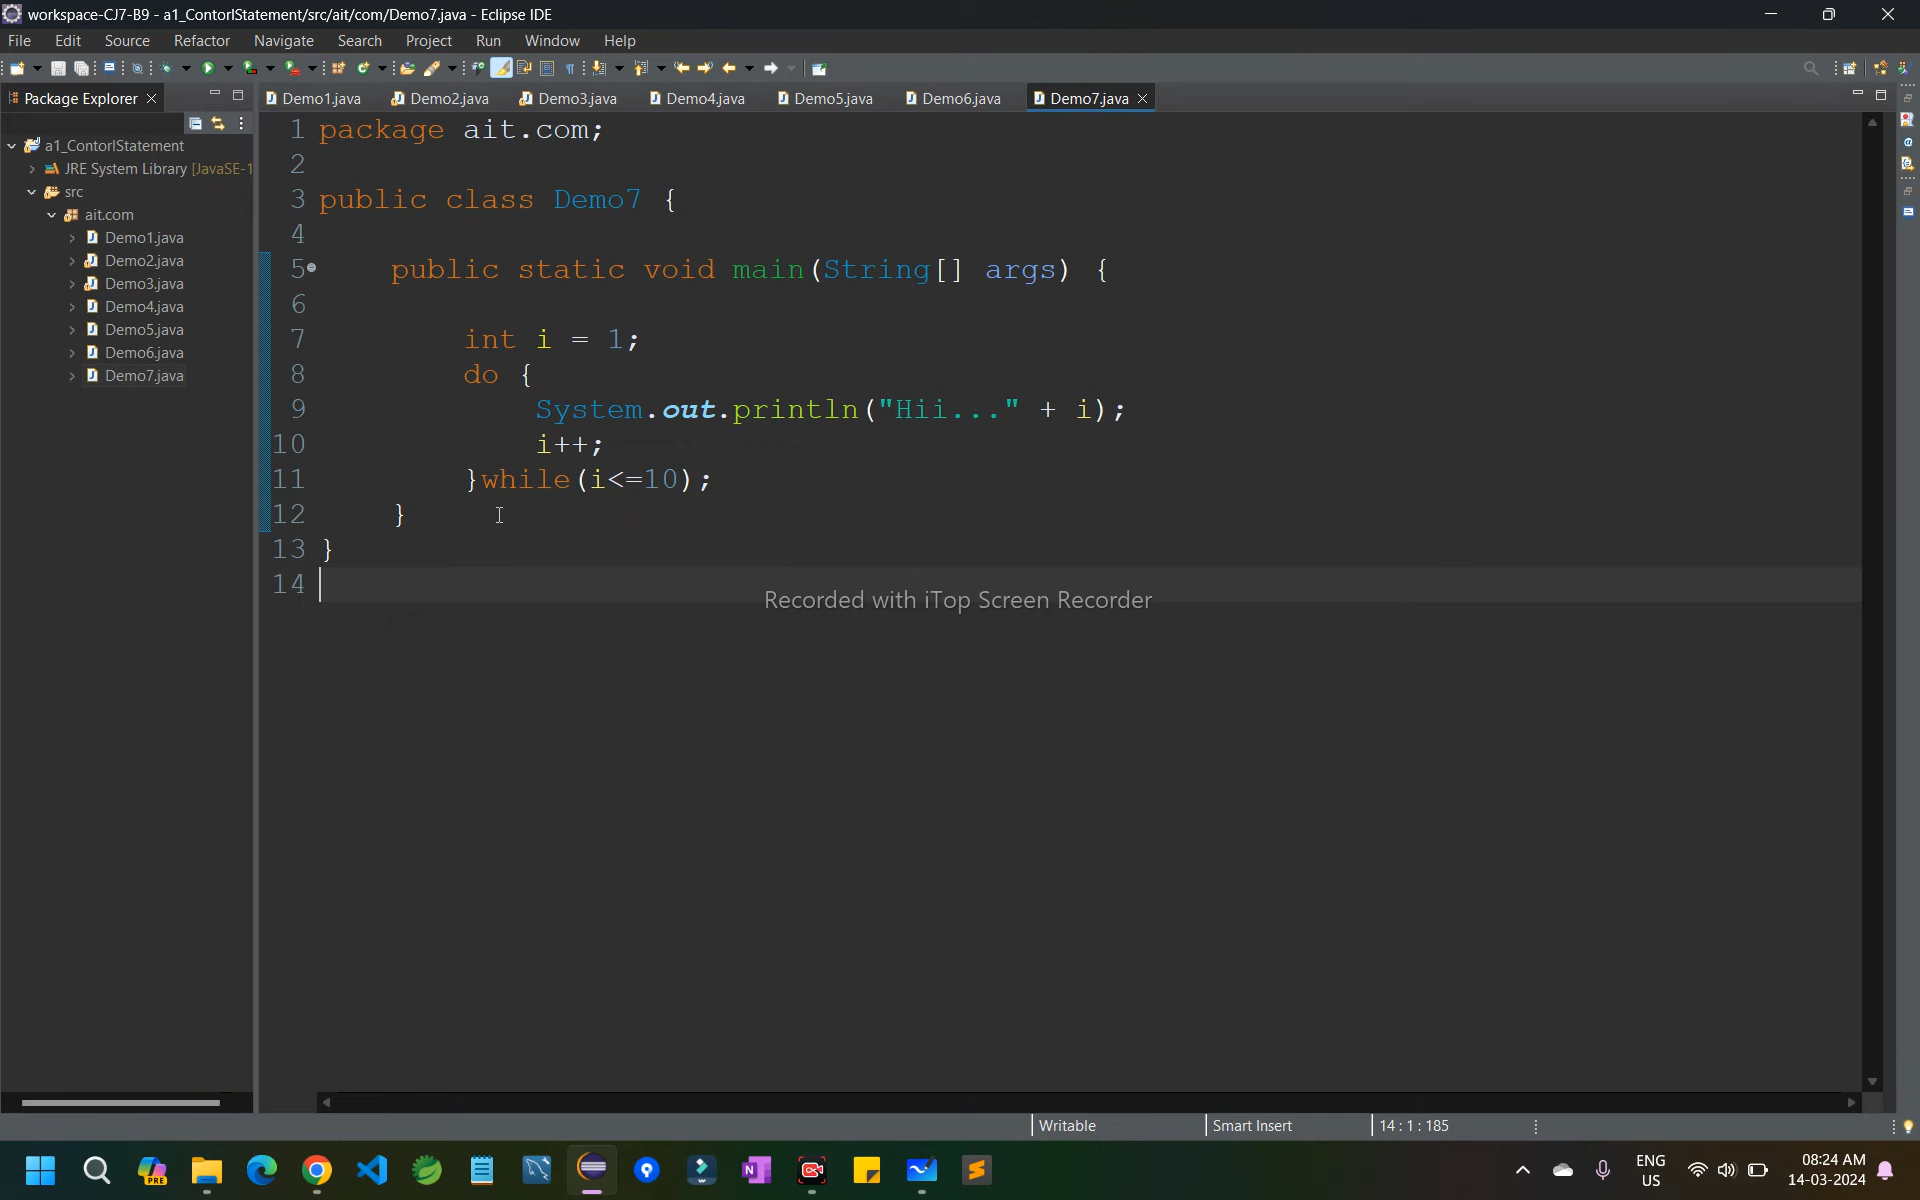 workspace-CJ7-B9 - a1_ContorlStatement/src/ait/com/Demo7.java - Eclipse IDE
File Edit Source Refactor Navigate Search Project Run Window Help
Package Explorer
Demo1.java Demo2.java Demo3.java Demo4.java Demo5.java Demo6.java Demo7.java
a1_ContorlStatement
JRE System Library [JavaSE-1
src
ait.com
Demo1.java
Demo2.java
Demo3.java
Demo4.java
Demo5.java
Demo6.java
Demo7.java
1 package ait.com;
2
3 public class Demo7 {
4
5 public static void main(String[] args) {
6
7 int i = 1;
8 do {
9 System.out.println("Hii..." + i);
10 i++;
11 }while(i<=10);
12 }
13 }
14
Recorded with iTop Screen Recorder
Writable Smart Insert 14 : 1 : 185
PRE
ENG
US
08:24 AM
14-03-2024